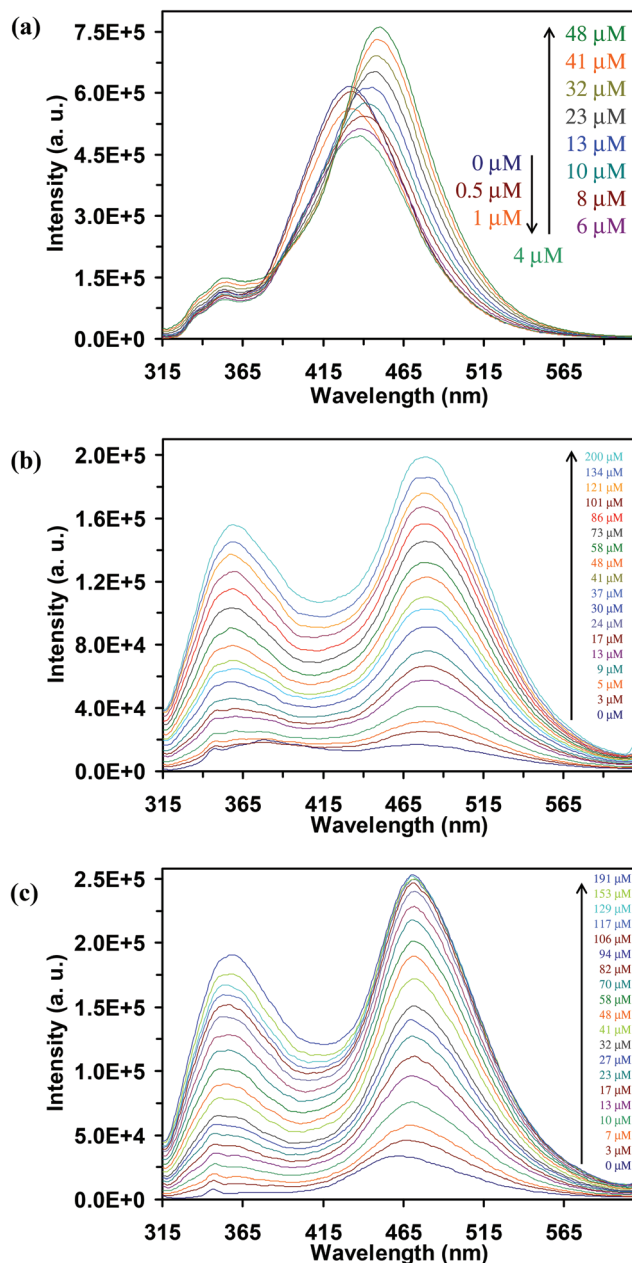 (a)
Intensity (a. u.)
7.5E+5
6.0E+5
4.5E+5
3.0E+5
1.5E+5
0.0E+0
48 µM
41 µM
32 µM
23 µM
13 µM
10 µM
8 µM
6 µM
0 µM
0.5 µM
1 µM
4 µM
315 365 415 465 515 565
Wavelength (nm)
(b)
Intensity (a. u.)
2.0E+5
1.6E+5
1.2E+5
8.0E+4
4.0E+4
0.0E+0
200 µM
134 µM
121 µM
101 µM
86 µM
73 µM
58 µM
48 µM
41 µM
37 µM
30 µM
24 µM
17 µM
13 µM
9 µM
5 µM
3 µM
0 µM
315 365 415 465 515 565
Wavelength (nm)
(c)
Intensity (a. u.)
2.5E+5
2.0E+5
1.5E+5
1.0E+5
5.0E+4
0.0E+0
191 µM
153 µM
129 µM
117 µM
106 µM
94 µM
82 µM
70 µM
58 µM
48 µM
41 µM
32 µM
27 µM
23 µM
17 µM
13 µM
10 µM
7 µM
3 µM
0 µM
315 365 415 465 515 565
Wavelength (nm)